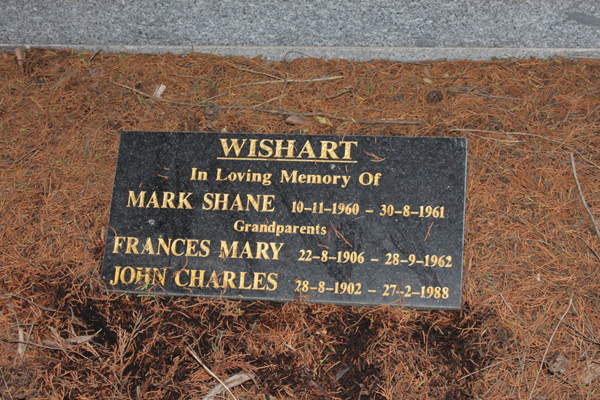 WISHART
In Loving Memory Of
MARK SHANE 10-11-1960 - 30-8-1961
Grandparents
FRANCES MARY 22-8-1906 - 28-9-1962
JOHN CHARLES 28-8-1902 - 27-2-1988